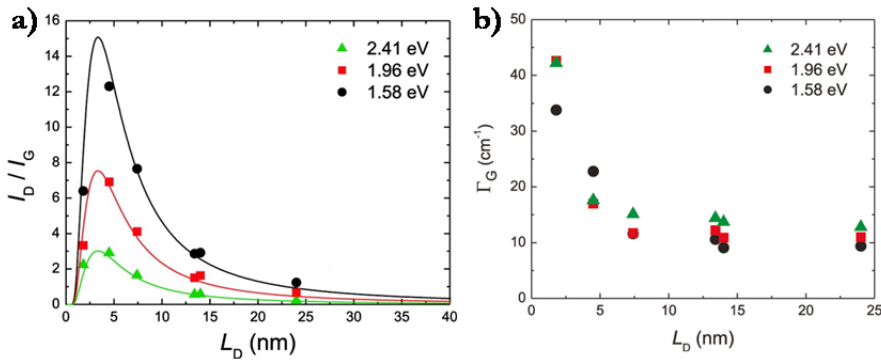 a)
16
14
12
10
8
6
4
2
0
I_D / I_G
2.41 eV
1.96 eV
1.58 eV
0 5 10 15 20 25 30 35 40
L_D (nm)
b)
50
40
30
20
10
0
Γ_G (cm⁻¹)
2.41 eV
1.96 eV
1.58 eV
0 5 10 15 20 25
L_D (nm)